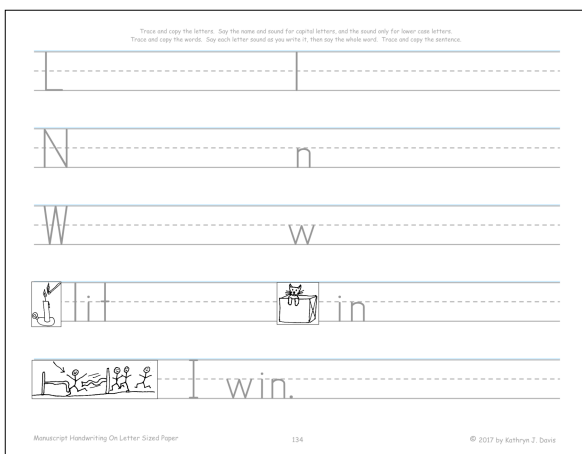 Trace and copy the letters. Say the name and sound for capital letters, and the sound only for lower case letters.
Trace and copy the words. Say each letter sound as you write it, then say the whole word. Trace and copy the sentence.
L l
N n
W w
lit in
I win.
Manuscript Handwriting On Letter Sized Paper 134 © 2017 by Kathryn J. Davis